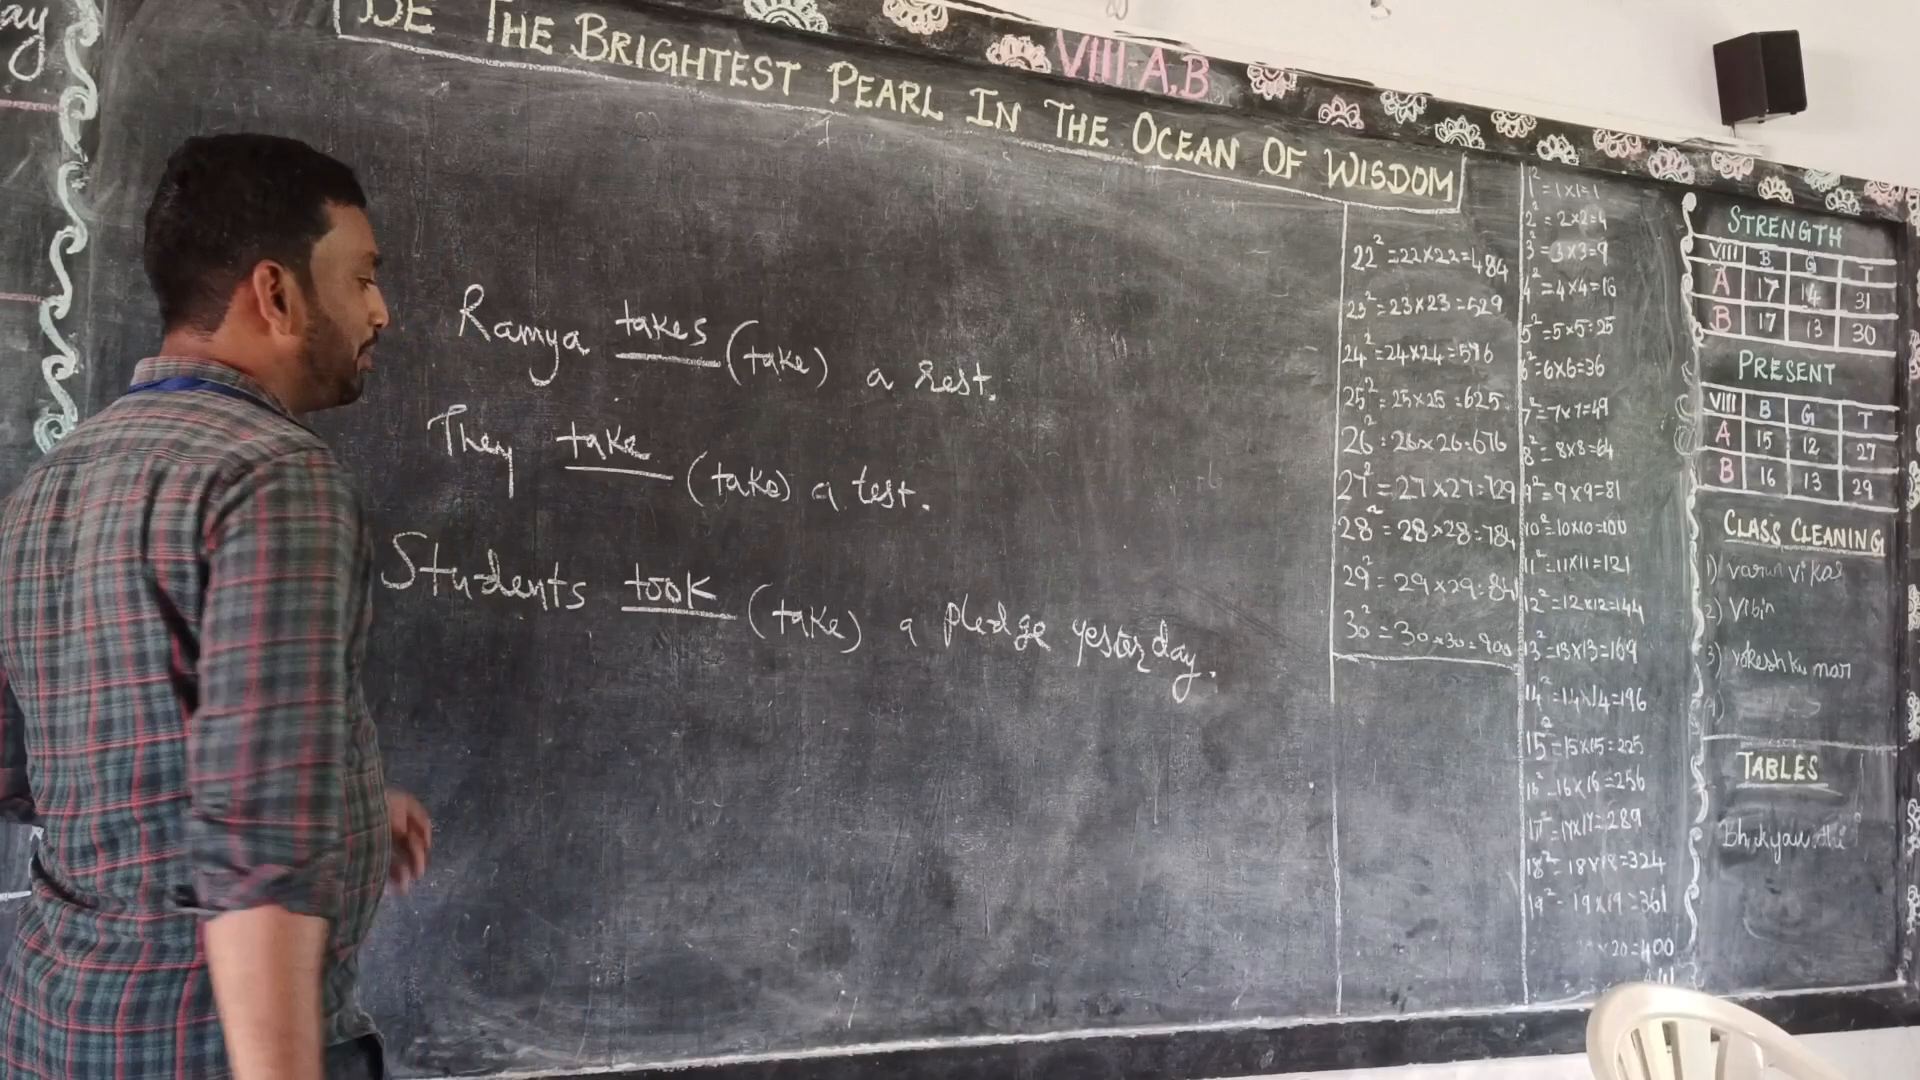 ay
BE THE BRIGHTEST PEARL IN THE OCEAN OF WISDOM
VIII-A,B
Ramya takes (take) a rest.
They take (take) a test.
Students took (take) a pledge yesterday.
22² = 22×22 = 484
23² = 23×23 = 529
24² = 24×24 = 576
25² = 25×25 = 625
26² = 26×26 = 676
27² = 27×27 = 729
28² = 28×28 = 784
29² = 29×29 = 841
30² = 30×30 = 900
1² = 1×1=1
2² = 2×2=4
3² = 3×3=9
4² = 4×4=16
5² = 5×5=25
6² = 6×6=36
7² = 7×7=49
8² = 8×8=64
9² = 9×9=81
10² = 10×10=100
11² = 11×11=121
12² = 12×12=144
13² = 13×13=169
14² = 14×14=196
15² = 15×15=225
16² = 16×16=256
17² = 17×17=289
18² = 18×18=324
19² = 19×19=361
×20=400
STRENGTH
VIII B G T
A 17 14 31
B 17 13 30
PRESENT
VIII B G T
A 15 12 27
B 16 13 29
CLASS CLEANING
1) varun vikas
2) Vibin
3) yokesh kumar
4)
TABLES